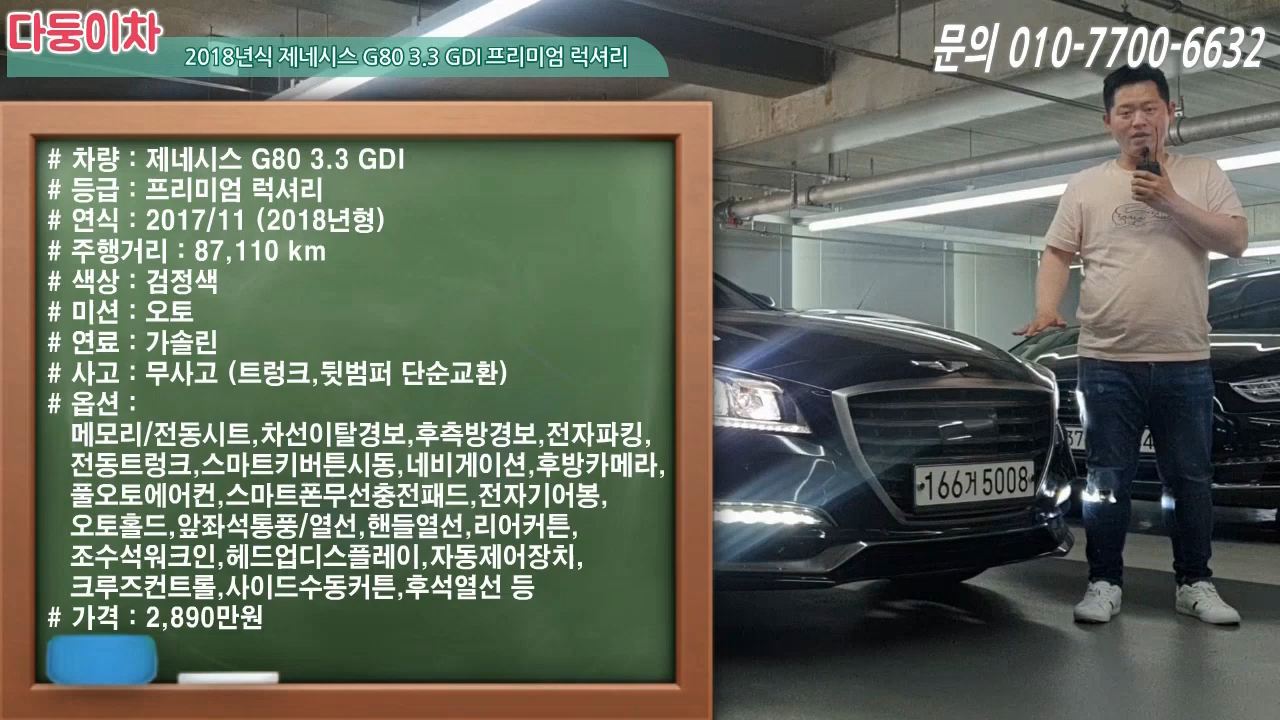 다둥이차
2018년식 제네시스 G80 3.3 GDI 프리미엄 럭셔리
문의 010-7700-6632
# 차량 : 제네시스 G80 3.3 GDI
# 등급 : 프리미엄 럭셔리
# 연식 : 2017/11 (2018년형)
# 주행거리 : 87,110 km
# 색상 : 검정색
# 미션 : 오토
# 연료 : 가솔린
# 사고 : 무사고 (트렁크,뒷범퍼 단순교환)
# 옵션 :
메모리/전동시트,차선이탈경보,후측방경보,전자파킹,
전동트렁크,스마트키버튼시동,네비게이션,후방카메라,
풀오토에어컨,스마트폰무선충전패드,전자기어봉,
오토홀드,앞좌석통풍/열선,핸들열선,리어커튼,
조수석워크인,헤드업디스플레이,자동제어장치,
크루즈컨트롤,사이드수동커튼,후석열선 등
# 가격 : 2,890만원
166거5008